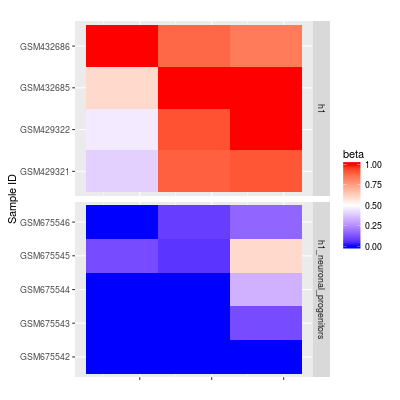 GSM432686
GSM432685
GSM429322
GSM429321
h1
GSM675546
GSM675545
GSM675544
GSM675543
GSM675542
h1_neuronal_progenitors
Sample ID
beta
1.00
0.75
0.50
0.25
0.00